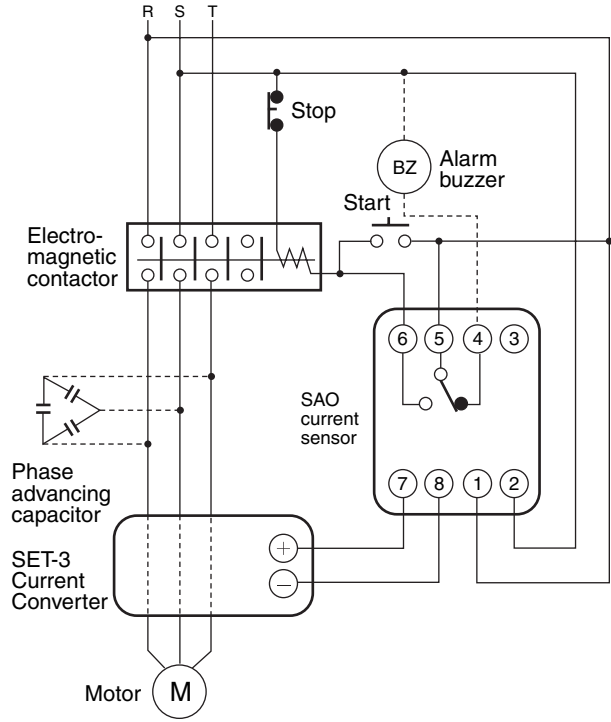 R S T
Stop
BZ
Alarm
buzzer
Start
Electro-
magnetic
contactor
6 5 4 3
SAO
current
sensor
7 8 1 2
Phase
advancing
capacitor
SET-3
Current
Converter
+
−
Motor
M